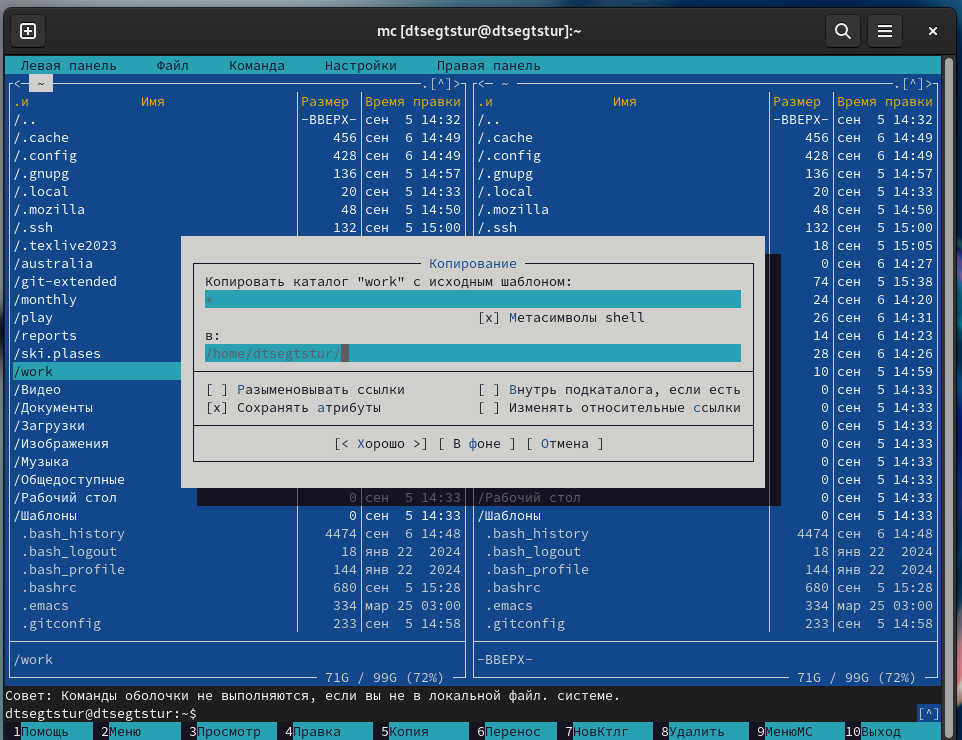 mc [dtsegtstur@dtsegtstur]:~
Левая панель Файл Команда Настройки Правая панель
<─ ~ .[^]> <─ ~ .[^]>
.и Имя Размер Время правки .и Имя Размер Время правки
/.. -ВВЕРХ- сен 5 14:32 /.. -ВВЕРХ- сен 5 14:32
/.cache 456 сен 6 14:49 /.cache 456 сен 6 14:49
/.config 428 сен 6 14:49 /.config 428 сен 6 14:49
/.gnupg 136 сен 5 14:57 /.gnupg 136 сен 5 14:57
/.local 20 сен 5 14:33 /.local 20 сен 5 14:33
/.mozilla 48 сен 5 14:50 /.mozilla 48 сен 5 14:50
/.ssh 132 сен 5 15:00 /.ssh 132 сен 5 15:00
/.texlive2023 18 сен 5 15:05
/australia 0 сен 6 14:27
/git-extended 74 сен 5 15:38
/monthly 24 сен 6 14:20
/play 26 сен 6 14:31
/reports 14 сен 6 14:23
/ski.plases 28 сен 6 14:26
/work 10 сен 5 14:59
/Видео 0 сен 5 14:33
/Документы 0 сен 5 14:33
/Загрузки 0 сен 5 14:33
/Изображения 0 сен 5 14:33
/Музыка 0 сен 5 14:33
/Общедоступные 0 сен 5 14:33
Копирование
Копировать каталог "work" с исходным шаблоном:
*
[x] Метасимволы shell
в:
/home/dtsegtstur/
[ ] Разыменовывать ссылки [ ] Внутрь подкаталога, если есть
[x] Сохранять атрибуты [ ] Изменять относительные ссылки
[< Хорошо >] [ В фоне ] [ Отмена ]
/Рабочий стол 0 сен 5 14:33 /Рабочий стол 0 сен 5 14:33
/Шаблоны 0 сен 5 14:33 /Шаблоны 0 сен 5 14:33
.bash_history 4474 сен 6 14:48 .bash_history 4474 сен 6 14:48
.bash_logout 18 янв 22 2024 .bash_logout 18 янв 22 2024
.bash_profile 144 янв 22 2024 .bash_profile 144 янв 22 2024
.bashrc 680 сен 5 15:28 .bashrc 680 сен 5 15:28
.emacs 334 мар 25 03:00 .emacs 334 мар 25 03:00
.gitconfig 233 сен 5 14:58 .gitconfig 233 сен 5 14:58
/work -ВВЕРХ-
71G / 99G (72%) 71G / 99G (72%)
Совет: Команды оболочки не выполняются, если вы не в локальной файл. системе.
dtsegtstur@dtsegtstur:~$ [^]
1Помощь 2Меню 3Просмотр 4Правка 5Копия 6Перенос 7НовКтлг 8Удалить 9МенюMC 10Выход